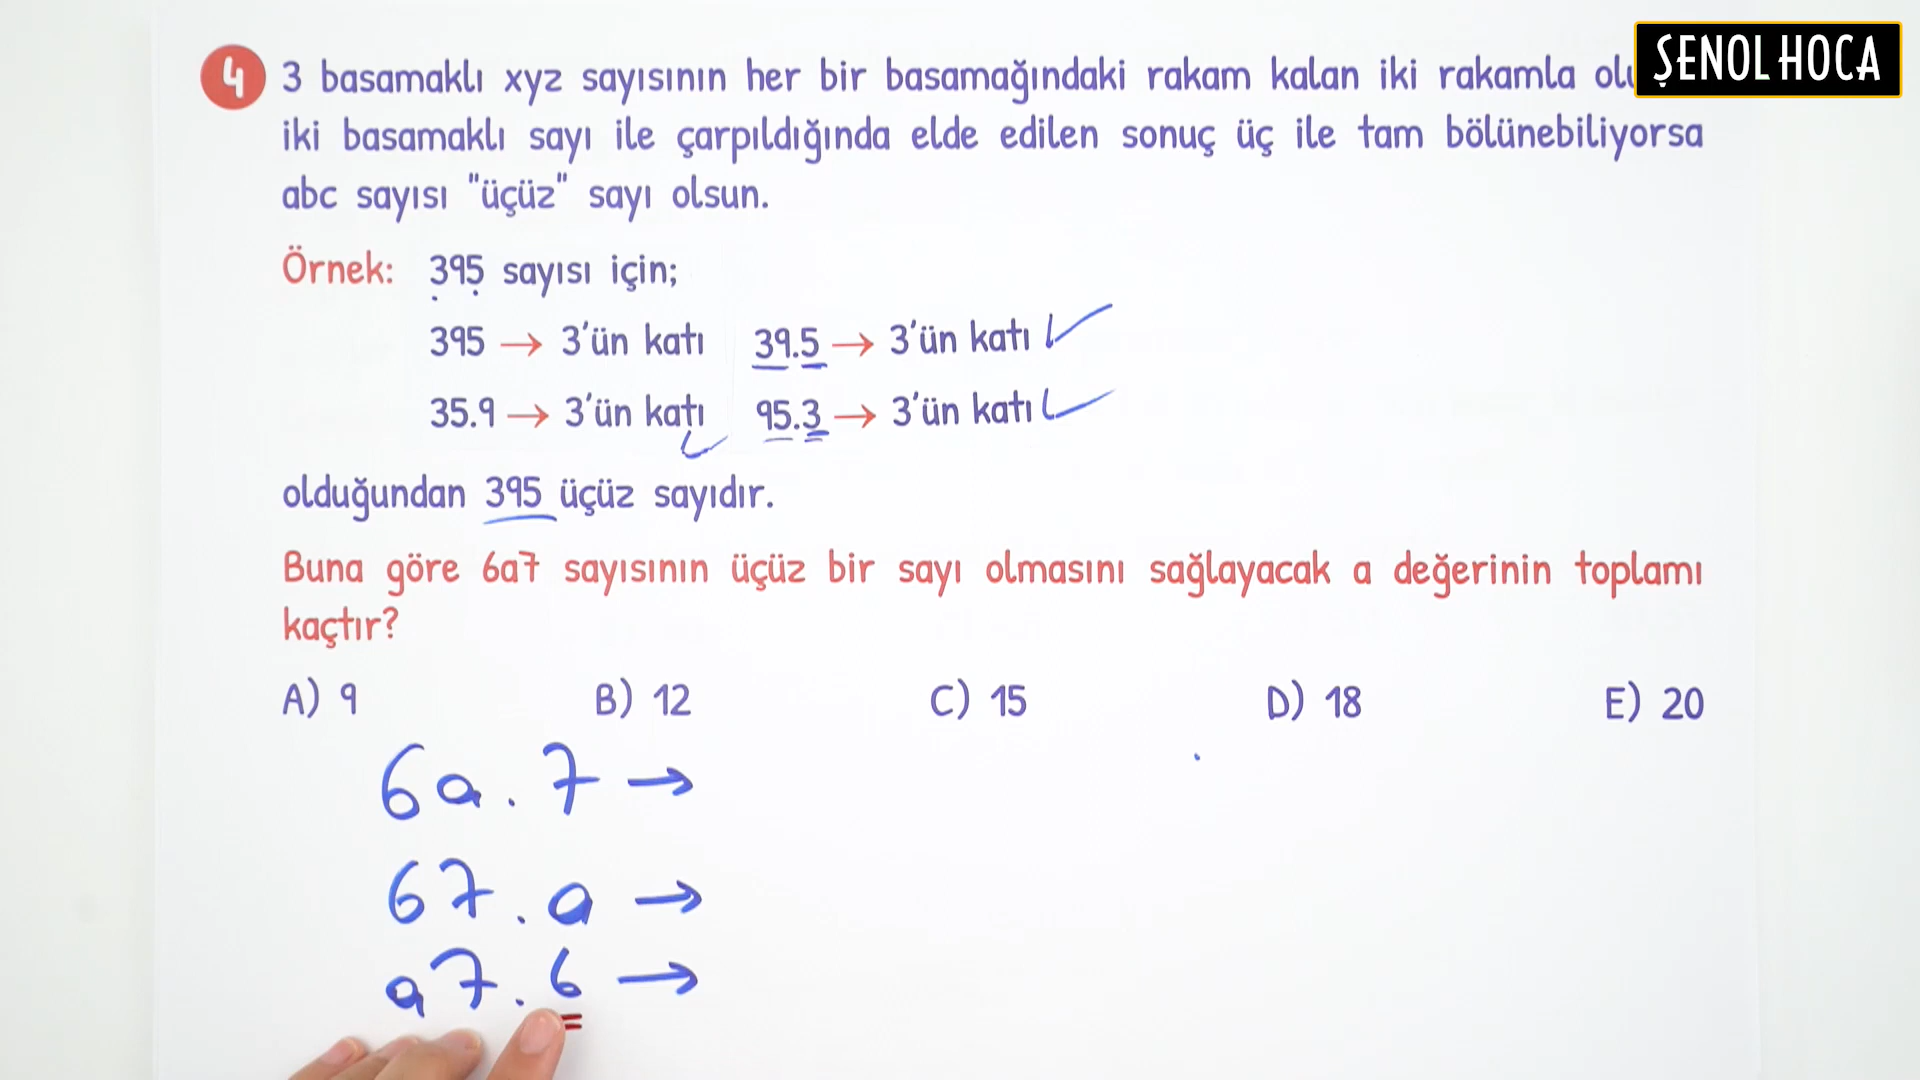 ŞENOL HOCA
4 3 basamaklı xyz sayısının her bir basamağındaki rakam kalan iki rakamla
iki basamaklı sayı ile çarpıldığında elde edilen sonuç üç ile tam bölünebiliyorsa
abc sayısı "üçüz" sayı olsun.
Örnek: 395 sayısı için;
395 → 3'ün katı 39.5 → 3'ün katı ✓
35.9 → 3'ün katı ✓ 95.3 → 3'ün katı ✓
olduğundan 395 üçüz sayıdır.
Buna göre 6a7 sayısının üçüz bir sayı olmasını sağlayacak a değerinin toplamı
kaçtır?
A) 9 B) 12 C) 15 D) 18 E) 20
6a . 7 →
67 . a →
a7 . 6 →